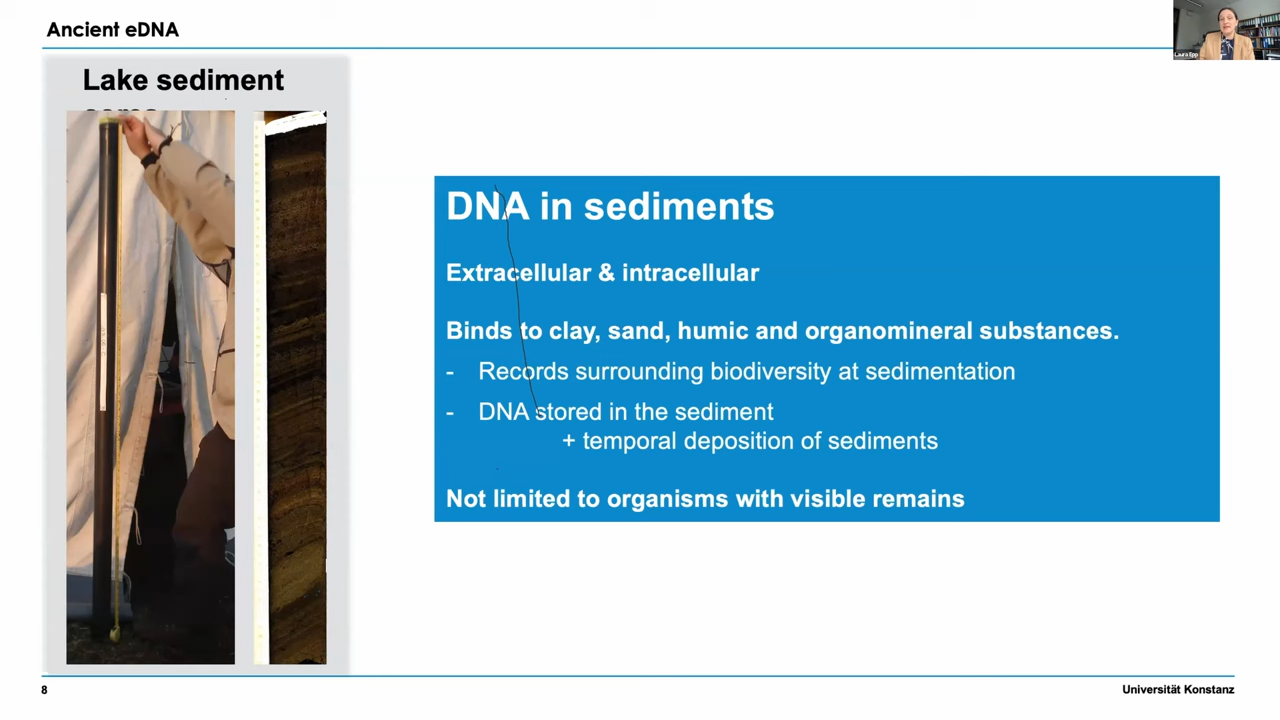 Ancient eDNA
Laura Epp
Lake sediment
DNA in sediments
Extracellular & intracellular
Binds to clay, sand, humic and organomineral substances.
- Records surrounding biodiversity at sedimentation
- DNA stored in the sediment
+ temporal deposition of sediments
Not limited to organisms with visible remains
8
Universität Konstanz